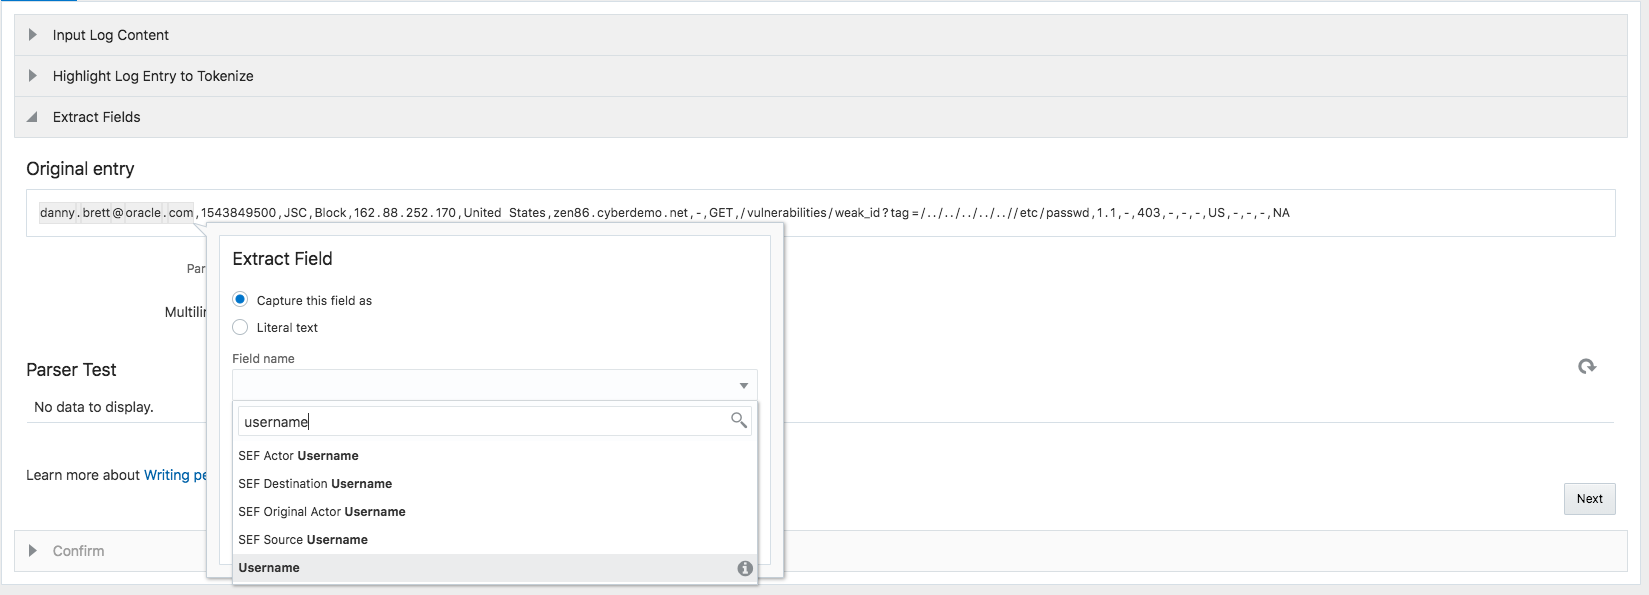 Input Log Content
Highlight Log Entry to Tokenize
Extract Fields
Original entry
danny.brett@oracle.com,1543849500,JSC,Block,162.88.252.170,United States,zen86.cyberdemo.net,-,GET,/vulnerabilities/weak_id?tag=/../../../../..//etc/passwd,1.1,-,403,-,-,-,US,-,-,-,NA
Extract Field
Par
Capture this field as
Multilin
Literal text
Field name
Parser Test
No data to display.
username
SEF Actor Username
SEF Destination Username
Learn more about Writing pe
Next
SEF Original Actor Username
SEF Source Username
Confirm
Username